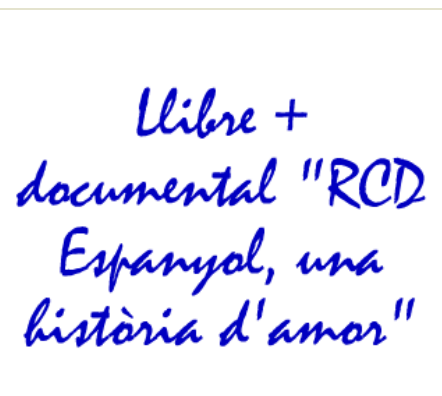 Llibre +
documental "RCD
Espanyol, una
història d'amor"